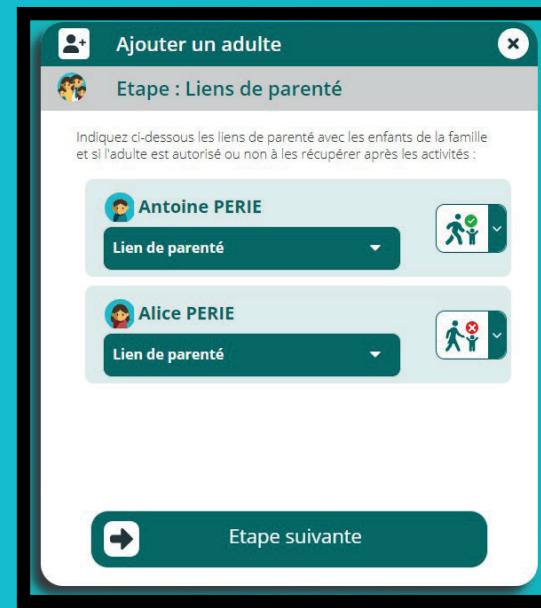 Ajouter un adulte
Etape : Liens de parenté
Indiquez ci-dessous les liens de parenté avec les enfants de la famille
et si l'adulte est autorisé ou non à les récupérer après les activités :
Antoine PERIE
Lien de parenté
Alice PERIE
Lien de parenté
Etape suivante